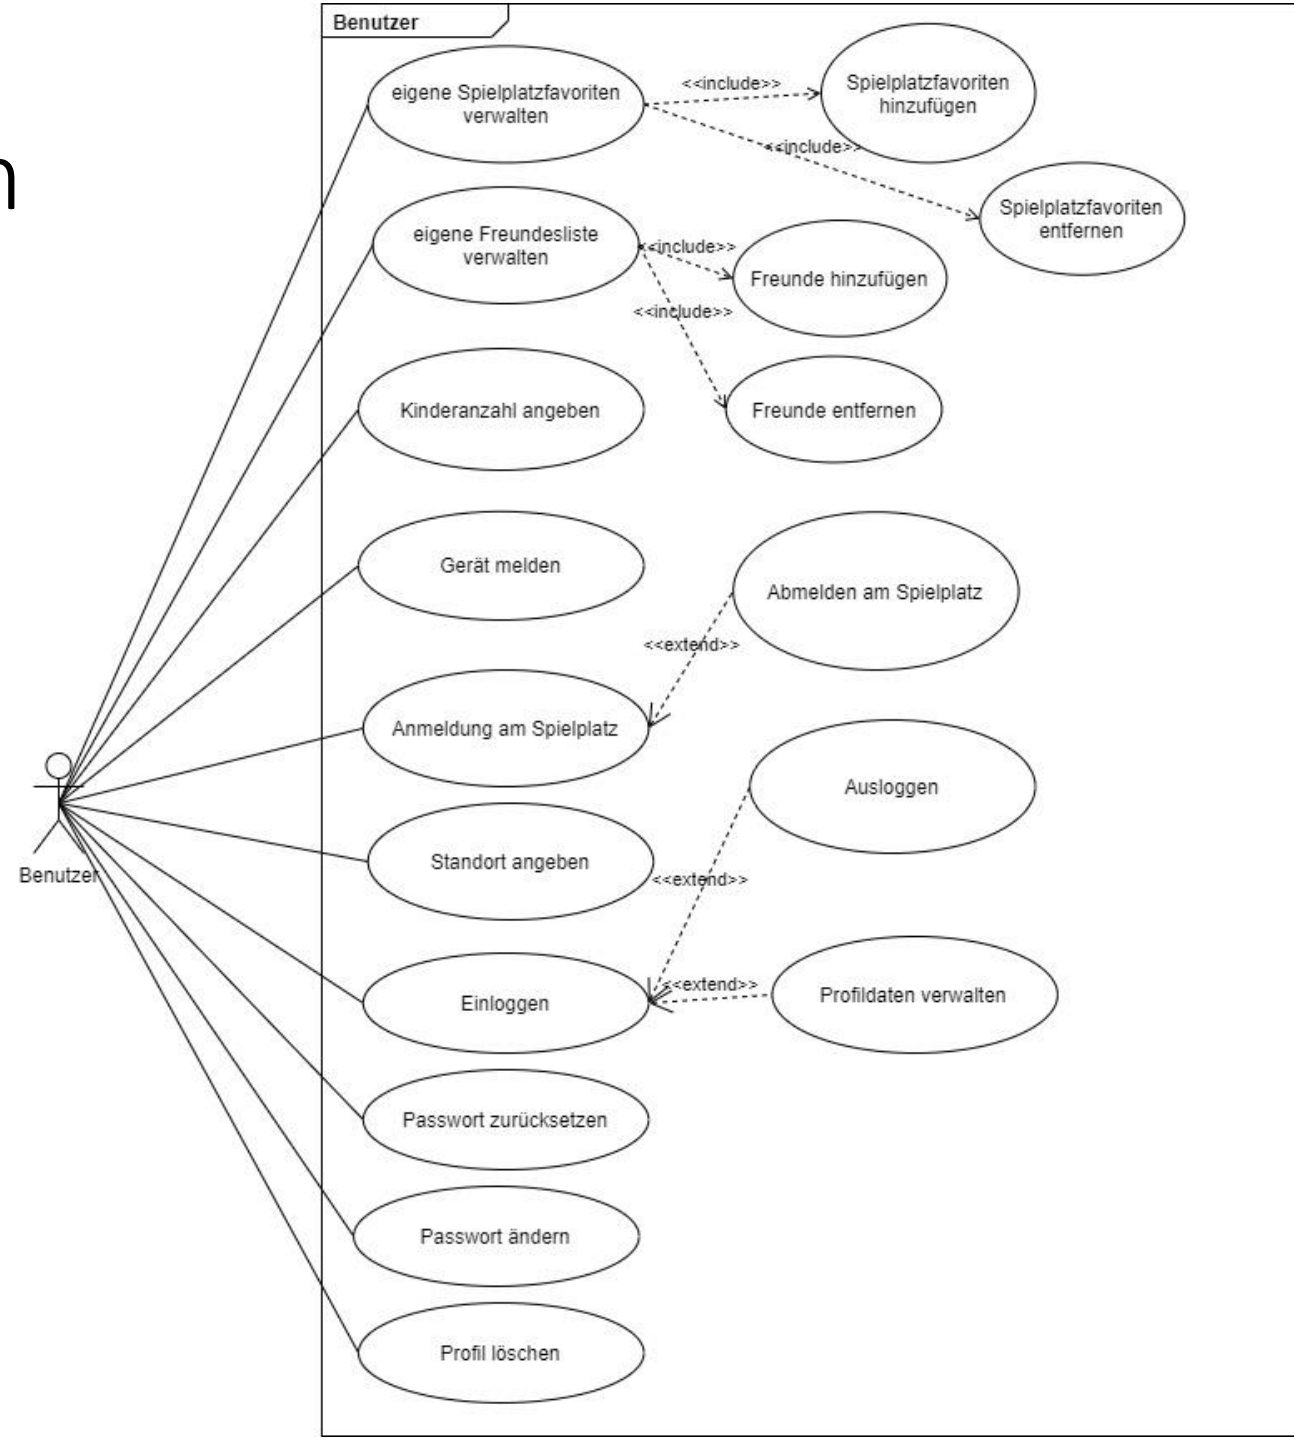 Benutzer
n
eigene Spielplatzfavoriten
verwalten
<<include>>
Spielplatzfavoriten
hinzufügen
<<include>>
Spielplatzfavoriten
entfernen
eigene Freundesliste
verwalten
<<include>>
Freunde hinzufügen
<<include>>
Kinderanzahl angeben
Freunde entfernen
Gerät melden
Abmelden am Spielplatz
<<extend>>
Anmeldung am Spielplatz
Ausloggen
Benutzer
Standort angeben
<<extend>>
Einloggen
<<extend>>
Profildaten verwalten
Passwort zurücksetzen
Passwort ändern
Profil löschen